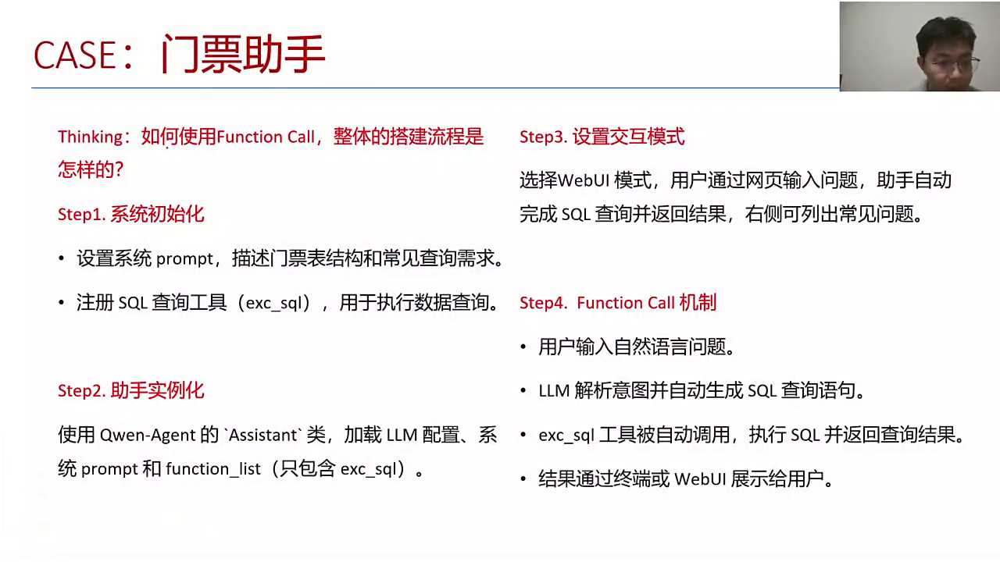 CASE：门票助手
Thinking：如何使用Function Call，整体的搭建流程是
怎样的？
Step1. 系统初始化
• 设置系统 prompt，描述门票表结构和常见查询需求。
• 注册 SQL 查询工具（exc_sql），用于执行数据查询。
Step2. 助手实例化
使用 Qwen-Agent 的 `Assistant` 类，加载 LLM 配置、系
统 prompt 和 function_list（只包含 exc_sql）。
Step3. 设置交互模式
选择WebUI 模式，用户通过网页输入问题，助手自动
完成 SQL 查询并返回结果，右侧可列出常见问题。
Step4. Function Call 机制
• 用户输入自然语言问题。
• LLM 解析意图并自动生成 SQL 查询语句。
• exc_sql 工具被自动调用，执行 SQL 并返回查询结果。
• 结果通过终端或 WebUI 展示给用户。